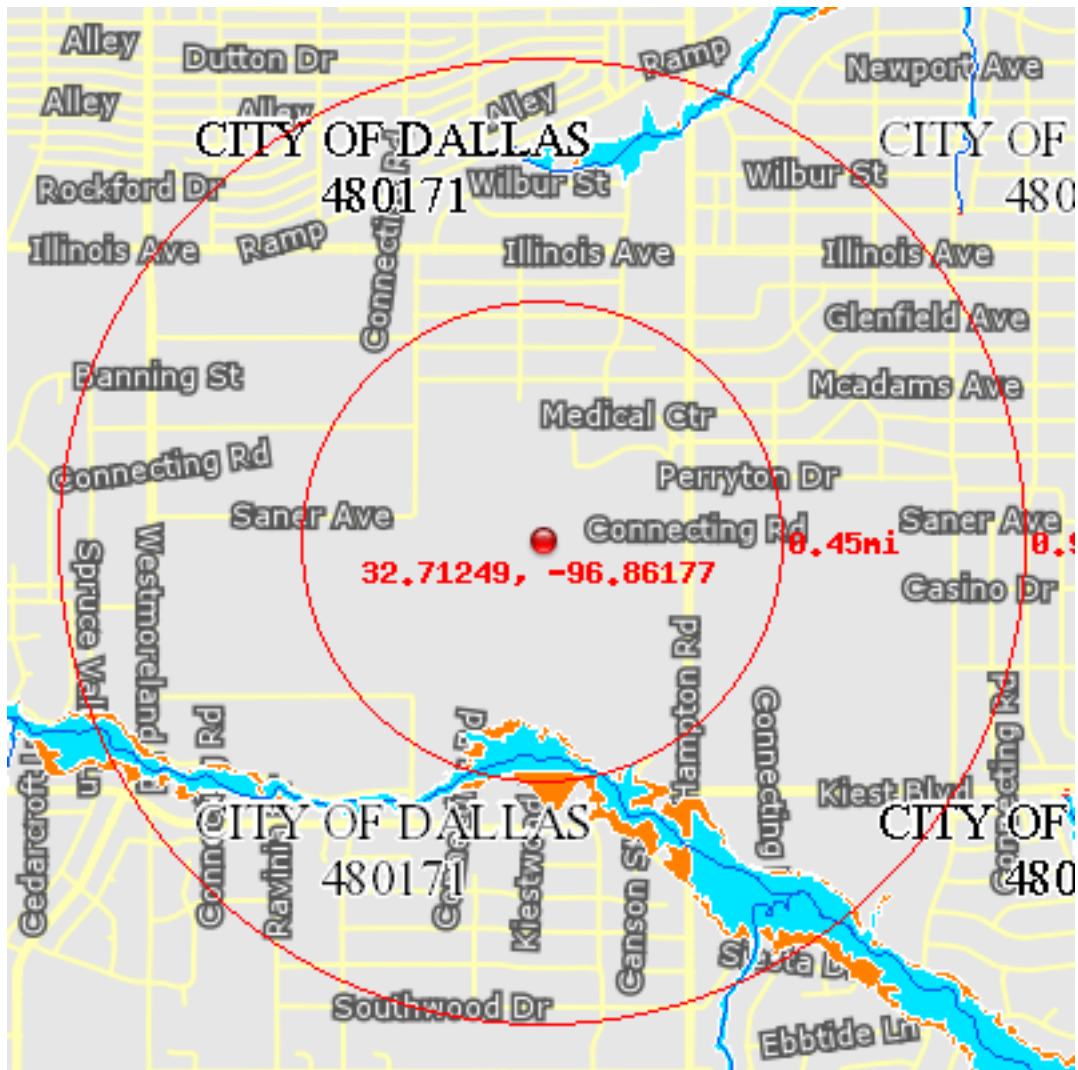 Alley
Dutton Dr
Ramp
Newport Ave
Alley
Alley
Alley
CITY OF DALLAS
480171
CITY OF
480
Rockford Dr
Wilbur St
Wilbur St
Illinois Ave
Ramp
Illinois Ave
Illinois Ave
Glenfield Ave
Banning St
Mcadams Ave
Medical Ctr
Connecting Rd
Perryton Dr
Saner Ave
Connecting Rd
Saner Ave
0.45mi
32.71249, -96.86177
Casino Dr
Westmoreland
Hampton Rd
Connecting
Connecting Rd
Rd
Kiest Blvd
CITY OF DALLAS
480171
CITY OF
480
Canson St
Southwood Dr
Ebbtide Ln